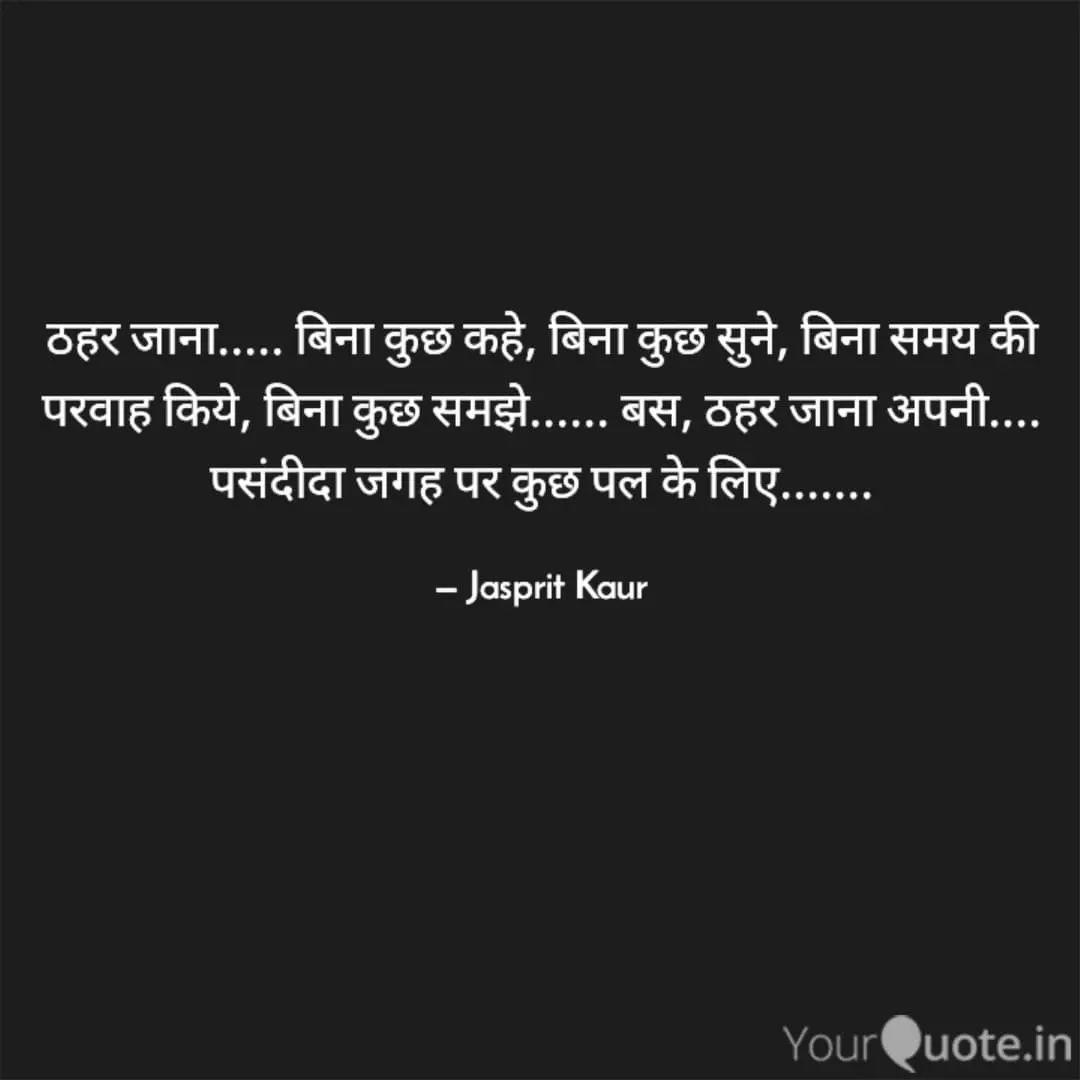 ठहर जाना..... बिना कुछ कहे, बिना कुछ सुने, बिना समय की
परवाह किये, बिना कुछ समझे...... बस, ठहर जाना अपनी....
पसंदीदा जगह पर कुछ पल के लिए.......
– Jasprit Kaur
YourQuote.in